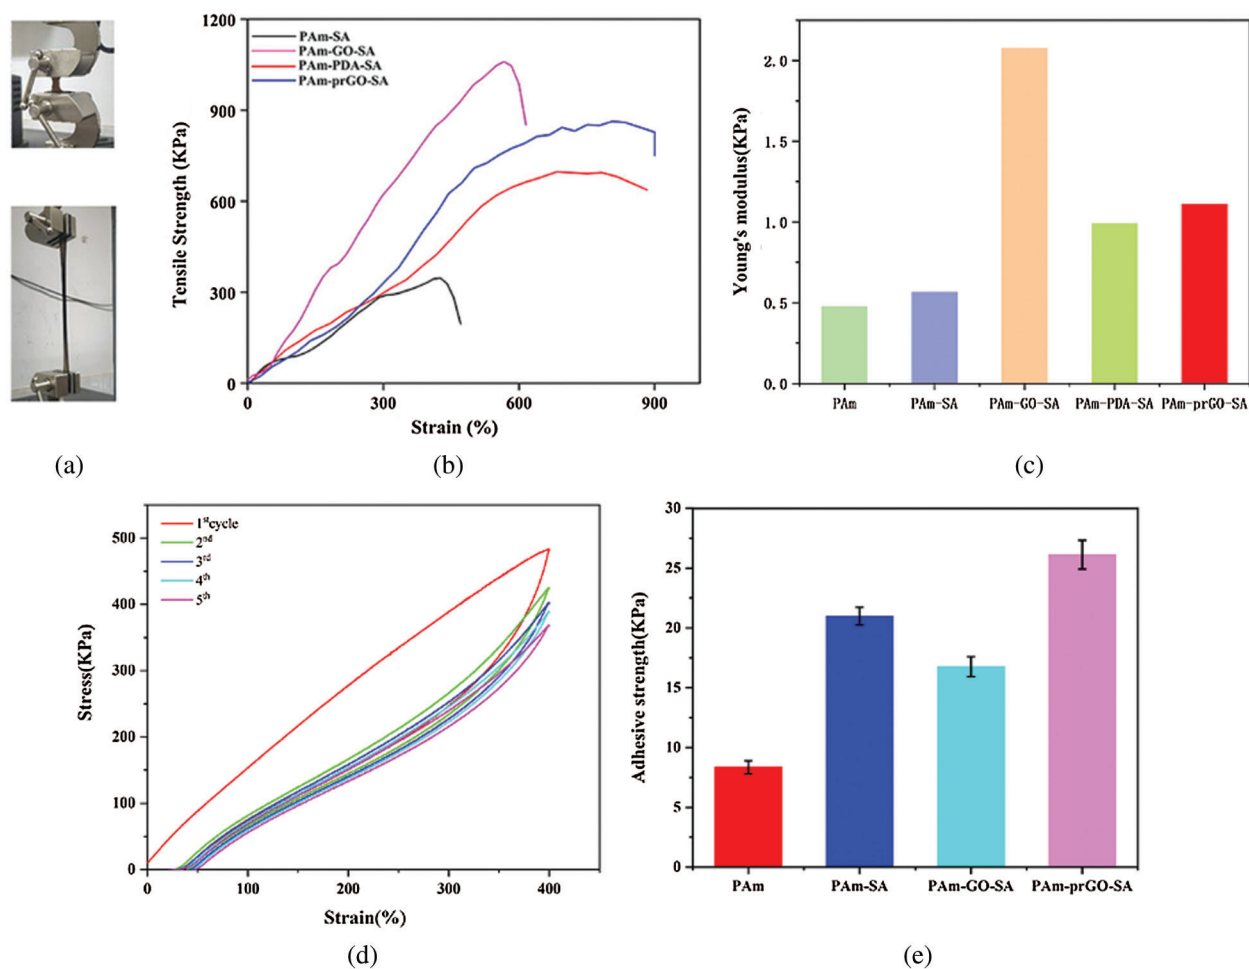 1200
900
600
300
0
Tensile Strength (KPa)
PAm-SA
PAm-GO-SA
PAm-PDA-SA
PAm-prGO-SA
0 300 600 900
Strain (%)
2.0
1.5
1.0
0.5
0.0
Young's modulus(KPa)
PAm PAm-SA PAm-GO-SA PAm-PDA-SA PAm-prGO-SA
(a) (b) (c)
500
400
300
200
100
0
Stress(KPa)
1stcycle
2nd
3rd
4th
5th
0 100 200 300 400
Strain(%)
30
25
20
15
10
5
0
Adhesive strength(KPa)
PAm PAm-SA PAm-GO-SA PAm-prGO-SA
(d) (e)